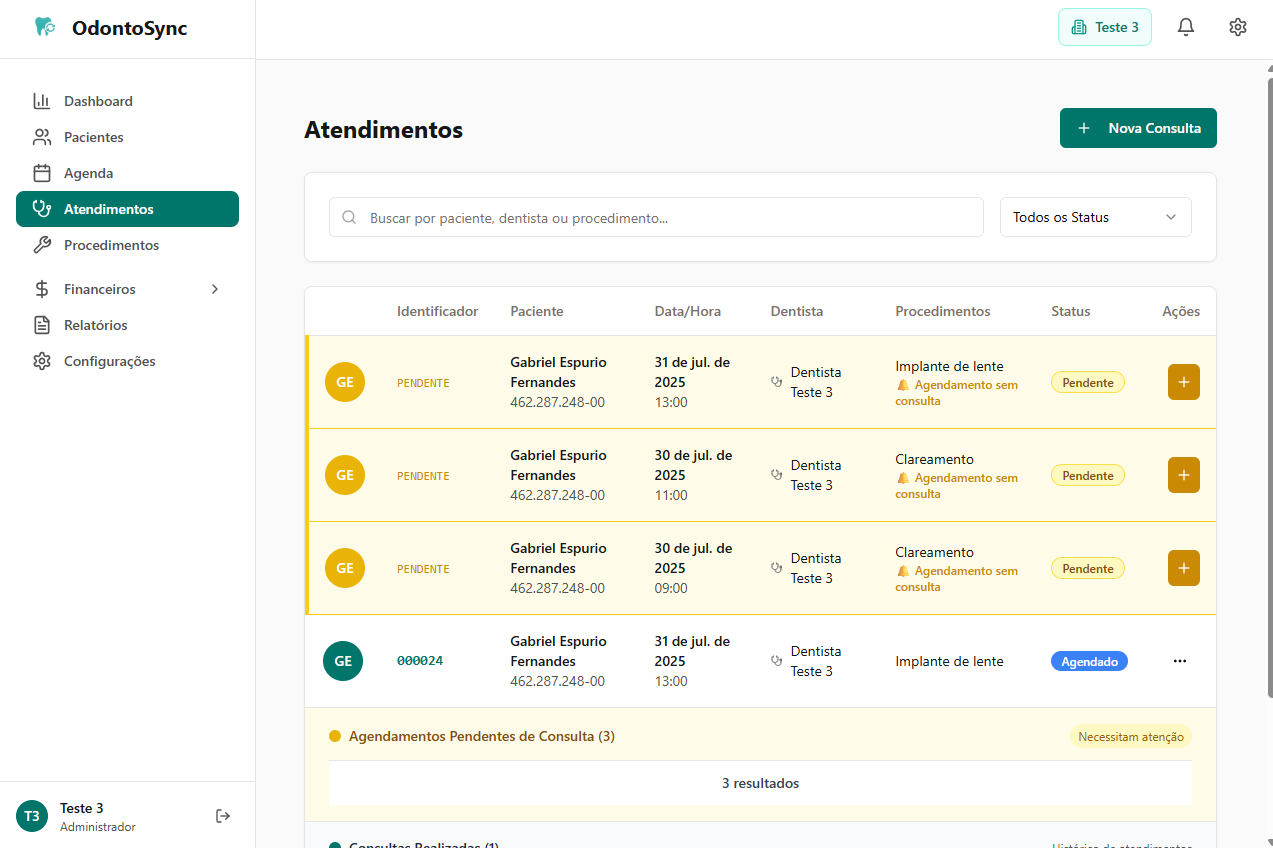 OdontoSync
Teste 3
Dashboard
Pacientes
Agenda
Atendimentos
Procedimentos
Financeiros
Relatórios
Configurações
T3
Teste 3
Administrador
Atendimentos
Nova Consulta
Buscar por paciente, dentista ou procedimento...
Todos os Status
Identificador Paciente Data/Hora Dentista Procedimentos Status Ações
GE
PENDENTE
Gabriel Espurio
Fernandes
462.287.248-00
31 de jul. de
2025
13:00
Dentista
Teste 3
Implante de lente
Agendamento sem
consulta
Pendente
GE
PENDENTE
Gabriel Espurio
Fernandes
462.287.248-00
30 de jul. de
2025
11:00
Dentista
Teste 3
Clareamento
Agendamento sem
consulta
Pendente
GE
PENDENTE
Gabriel Espurio
Fernandes
462.287.248-00
30 de jul. de
2025
09:00
Dentista
Teste 3
Clareamento
Agendamento sem
consulta
Pendente
GE
000024
Gabriel Espurio
Fernandes
462.287.248-00
31 de jul. de
2025
13:00
Dentista
Teste 3
Implante de lente
Agendado
Agendamentos Pendentes de Consulta (3)
Necessitam atenção
3 resultados
Consultas Realizadas (1)
Histórico de atendimentos